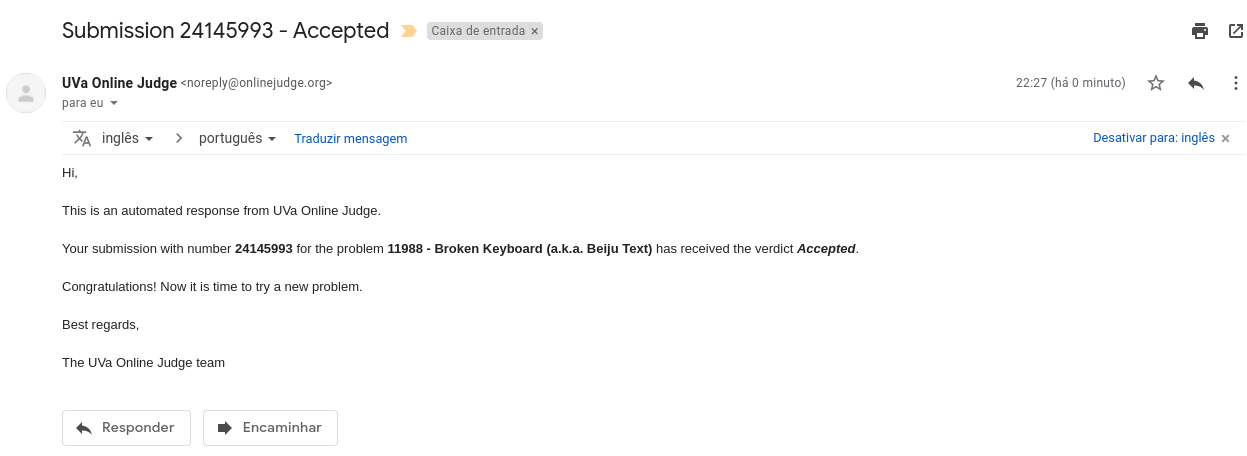 Submission 24145993 - Accepted Caixa de entrada ×
UVa Online Judge <noreply@onlinejudge.org> 22:27 (há 0 minuto)
para eu
inglês > português Traduzir mensagem Desativar para: inglês ×
Hi,
This is an automated response from UVa Online Judge.
Your submission with number 24145993 for the problem 11988 - Broken Keyboard (a.k.a. Beiju Text) has received the verdict Accepted.
Congratulations! Now it is time to try a new problem.
Best regards,
The UVa Online Judge team
Responder Encaminhar